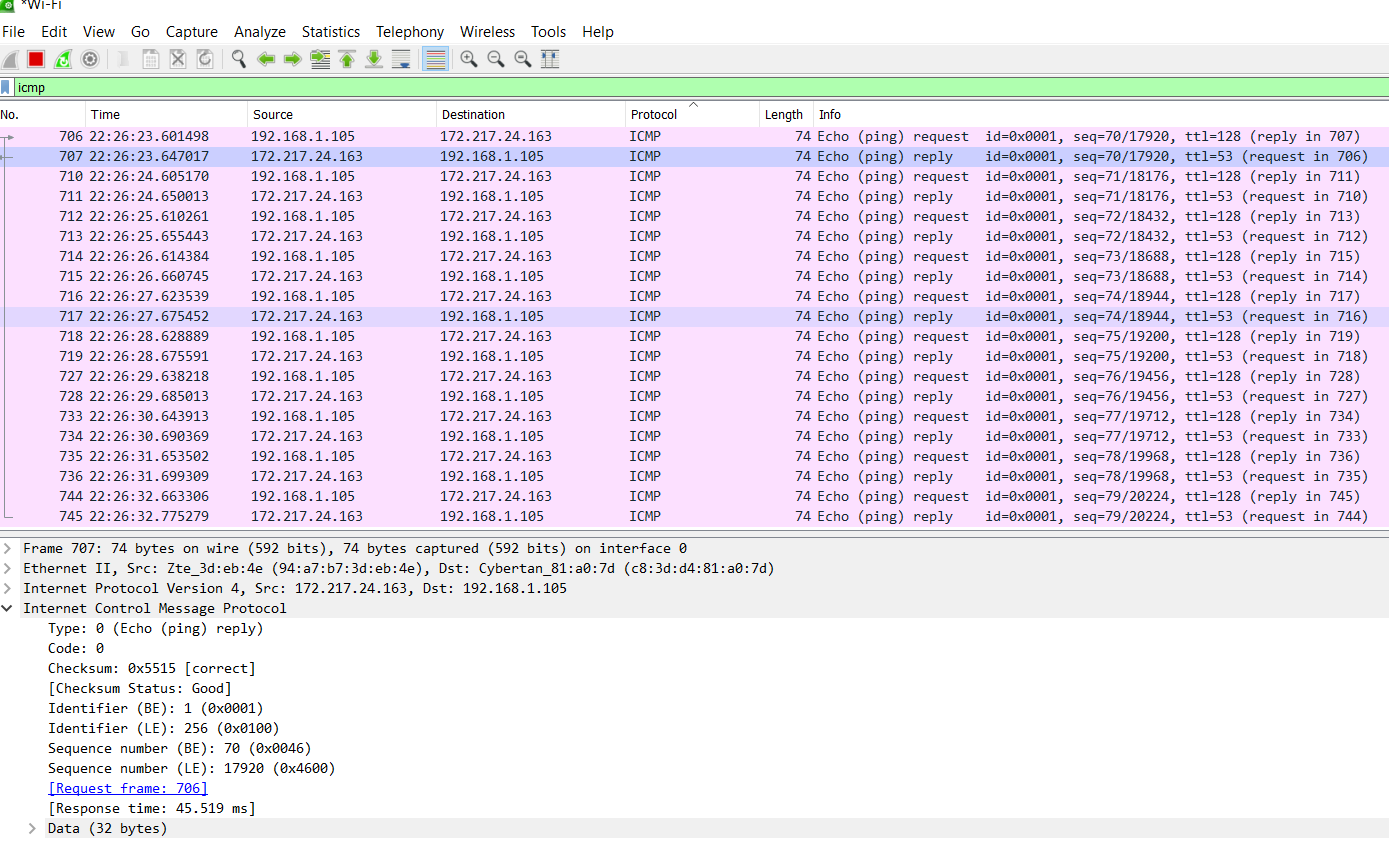 *Wi-Fi
File Edit View Go Capture Analyze Statistics Telephony Wireless Tools Help
icmp
No. Time Source Destination Protocol Length Info
706 22:26:23.601498 192.168.1.105 172.217.24.163 ICMP 74 Echo (ping) request id=0x0001, seq=70/17920, ttl=128 (reply in 707)
707 22:26:23.647017 172.217.24.163 192.168.1.105 ICMP 74 Echo (ping) reply id=0x0001, seq=70/17920, ttl=53 (request in 706)
710 22:26:24.605170 192.168.1.105 172.217.24.163 ICMP 74 Echo (ping) request id=0x0001, seq=71/18176, ttl=128 (reply in 711)
711 22:26:24.650013 172.217.24.163 192.168.1.105 ICMP 74 Echo (ping) reply id=0x0001, seq=71/18176, ttl=53 (request in 710)
712 22:26:25.610261 192.168.1.105 172.217.24.163 ICMP 74 Echo (ping) request id=0x0001, seq=72/18432, ttl=128 (reply in 713)
713 22:26:25.655443 172.217.24.163 192.168.1.105 ICMP 74 Echo (ping) reply id=0x0001, seq=72/18432, ttl=53 (request in 712)
714 22:26:26.614384 192.168.1.105 172.217.24.163 ICMP 74 Echo (ping) request id=0x0001, seq=73/18688, ttl=128 (reply in 715)
715 22:26:26.660745 172.217.24.163 192.168.1.105 ICMP 74 Echo (ping) reply id=0x0001, seq=73/18688, ttl=53 (request in 714)
716 22:26:27.623539 192.168.1.105 172.217.24.163 ICMP 74 Echo (ping) request id=0x0001, seq=74/18944, ttl=128 (reply in 717)
717 22:26:27.675452 172.217.24.163 192.168.1.105 ICMP 74 Echo (ping) reply id=0x0001, seq=74/18944, ttl=53 (request in 716)
718 22:26:28.628889 192.168.1.105 172.217.24.163 ICMP 74 Echo (ping) request id=0x0001, seq=75/19200, ttl=128 (reply in 719)
719 22:26:28.675591 172.217.24.163 192.168.1.105 ICMP 74 Echo (ping) reply id=0x0001, seq=75/19200, ttl=53 (request in 718)
727 22:26:29.638218 192.168.1.105 172.217.24.163 ICMP 74 Echo (ping) request id=0x0001, seq=76/19456, ttl=128 (reply in 728)
728 22:26:29.685013 172.217.24.163 192.168.1.105 ICMP 74 Echo (ping) reply id=0x0001, seq=76/19456, ttl=53 (request in 727)
733 22:26:30.643913 192.168.1.105 172.217.24.163 ICMP 74 Echo (ping) request id=0x0001, seq=77/19712, ttl=128 (reply in 734)
734 22:26:30.690369 172.217.24.163 192.168.1.105 ICMP 74 Echo (ping) reply id=0x0001, seq=77/19712, ttl=53 (request in 733)
735 22:26:31.653502 192.168.1.105 172.217.24.163 ICMP 74 Echo (ping) request id=0x0001, seq=78/19968, ttl=128 (reply in 736)
736 22:26:31.699309 172.217.24.163 192.168.1.105 ICMP 74 Echo (ping) reply id=0x0001, seq=78/19968, ttl=53 (request in 735)
744 22:26:32.663306 192.168.1.105 172.217.24.163 ICMP 74 Echo (ping) request id=0x0001, seq=79/20224, ttl=128 (reply in 745)
745 22:26:32.775279 172.217.24.163 192.168.1.105 ICMP 74 Echo (ping) reply id=0x0001, seq=79/20224, ttl=53 (request in 744)
Frame 707: 74 bytes on wire (592 bits), 74 bytes captured (592 bits) on interface 0
Ethernet II, Src: Zte_3d:eb:4e (94:a7:b7:3d:eb:4e), Dst: Cybertan_81:a0:7d (c8:3d:d4:81:a0:7d)
Internet Protocol Version 4, Src: 172.217.24.163, Dst: 192.168.1.105
Internet Control Message Protocol
Type: 0 (Echo (ping) reply)
Code: 0
Checksum: 0x5515 [correct]
[Checksum Status: Good]
Identifier (BE): 1 (0x0001)
Identifier (LE): 256 (0x0100)
Sequence number (BE): 70 (0x0046)
Sequence number (LE): 17920 (0x4600)
[Request frame: 706]
[Response time: 45.519 ms]
Data (32 bytes)